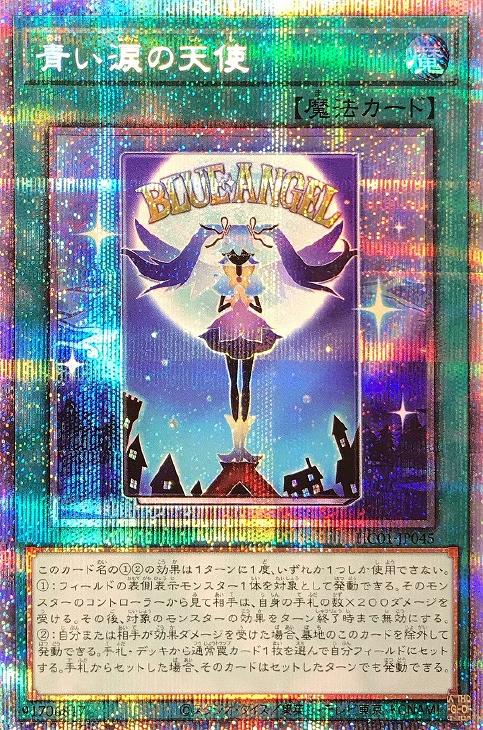 青い涙の天使
魔
【魔法カード】
BLUE ANGEL
JP045
このカード名の①②の効果は1ターンに1度、いずれか1つしか使用できない。
①：フィールドの表側表示モンスター1体を対象として発動できる。そのモン
スターのコントローラーから見て相手は、自身の手札の数×200ダメージを
受ける。その後、対象のモンスターの効果をターン終了時まで無効にする。
②：自分または相手が効果ダメージを受けた場合、墓地のこのカードを除外して
発動できる。手札・デッキから通常罠カード1枚を選んで自分フィールドにセット
する。手札からセットした場合、そのカードはセットしたターンでも発動できる。
テレビ東京・KONAMI